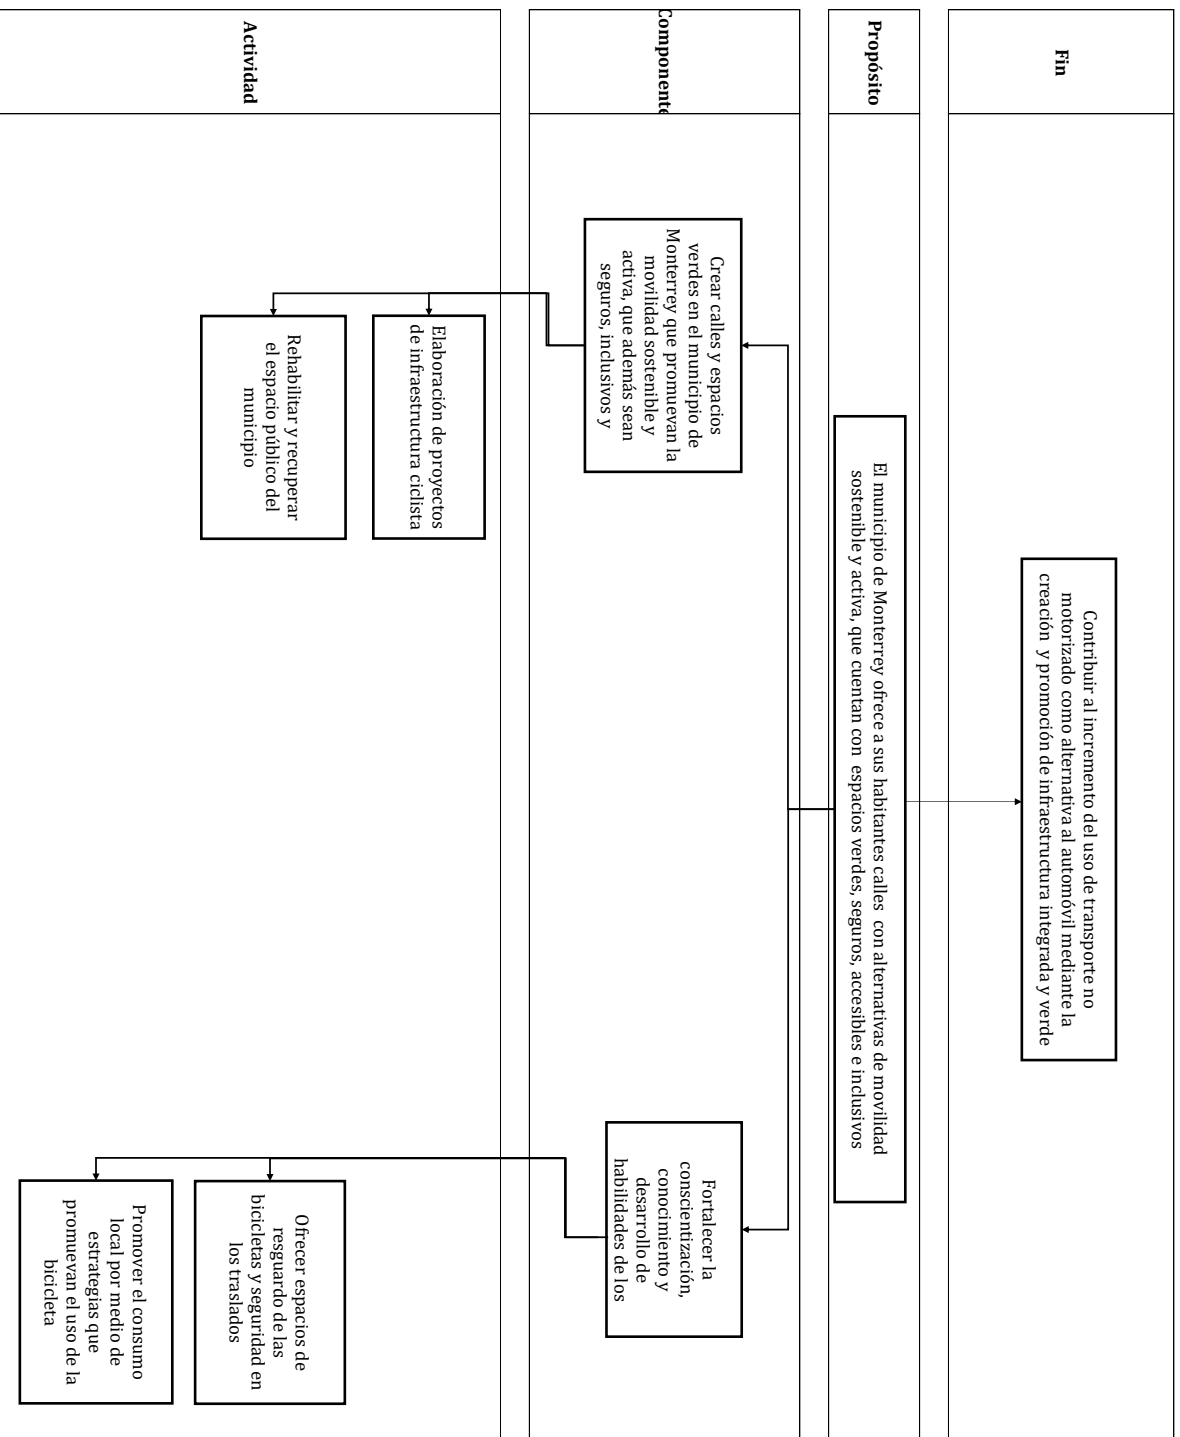 Fin
Contribuir al incremento del uso de transporte no
motorizado como alternativa al automóvil mediante la
creación y promoción de infraestructura integrada y verde
Propósito
El municipio de Monterrey ofrece a sus habitantes calles con alternativas de movilidad
sostenible y activa, que cuentan con espacios verdes, seguros, accesibles e inclusivos
Componente
Crear calles y espacios
verdes en el municipio de
Monterrey que promuevan la
movilidad sostenible y
activa, que además sean
seguros, inclusivos y
Fortalecer la
conscientización,
conocimiento y
desarrollo de
habilidades de los
Actividad
Elaboración de proyectos
de infraestructura ciclista
Rehabilitar y recuperar
el espacio público del
municipio
Ofrecer espacios de
resguardo de las
bicicletas y seguridad en
los traslados
Promover el consumo
local por medio de
estrategias que
promuevan el uso de la
bicicleta